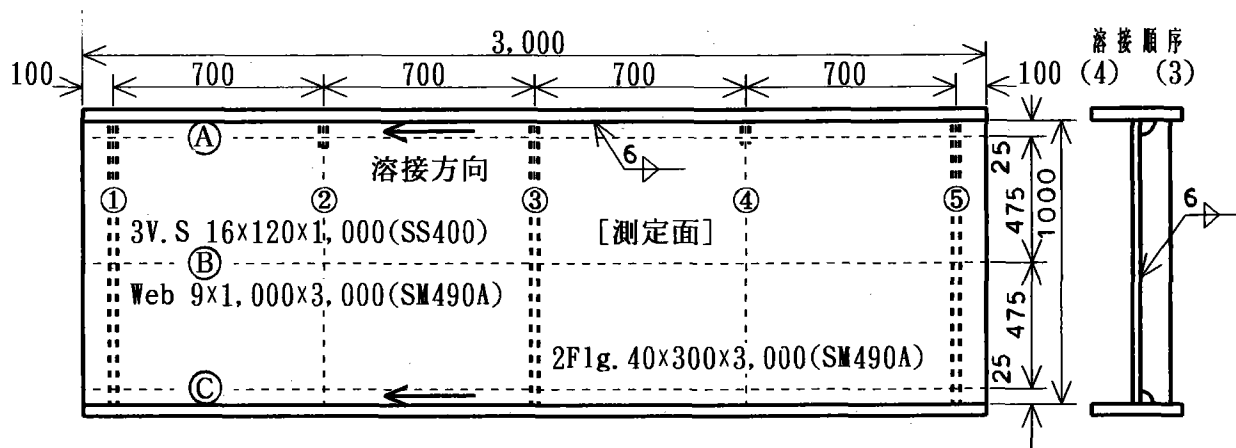 3,000
溶接順序
100 700 700 700 700 100 (4) (3)
Ⓐ
溶接方向
6
25
① ② ③ ④ ⑤
475
1000
6
3V.S 16×120×1,000(SS400)
[測定面]
Ⓑ
Web 9×1,000×3,000(SM490A)
475
2Flg.40×300×3,000(SM490A)
25
Ⓒ